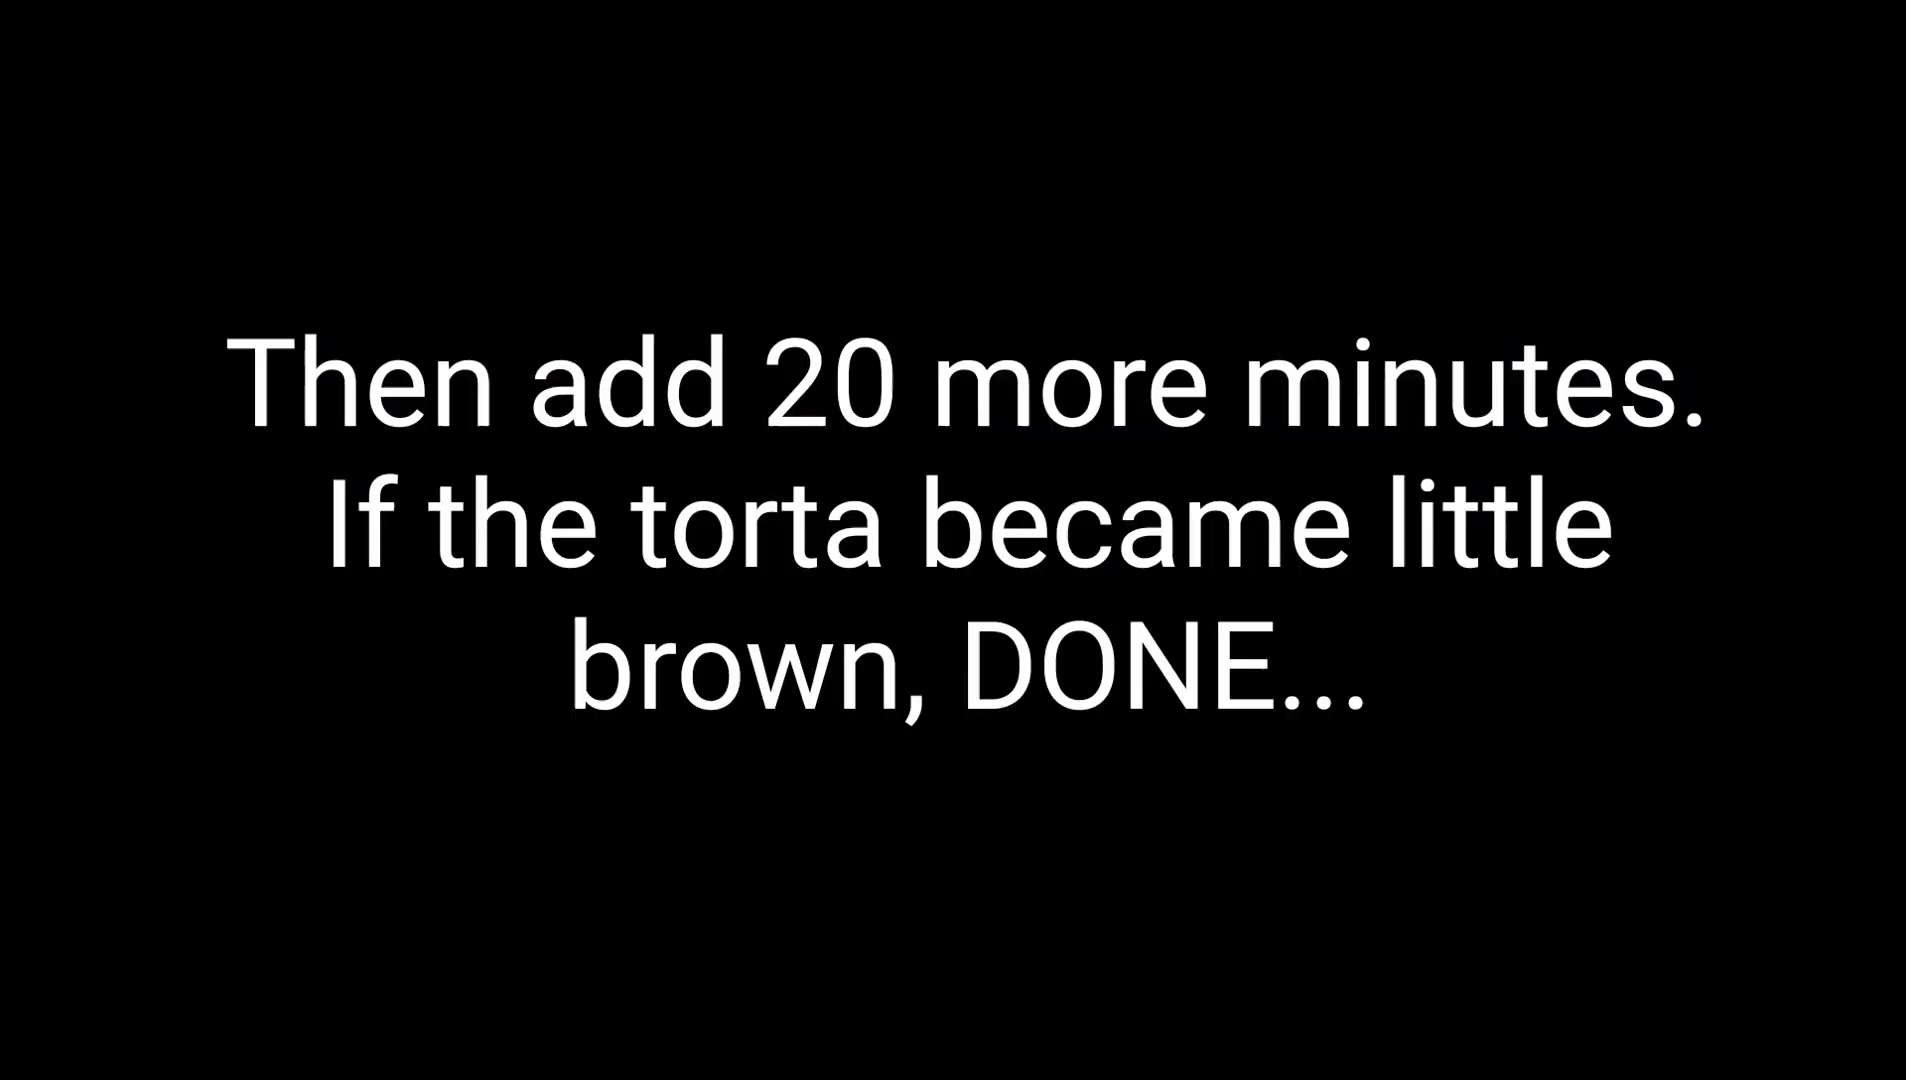 Then add 20 more minutes.
If the torta became little
brown, DONE...